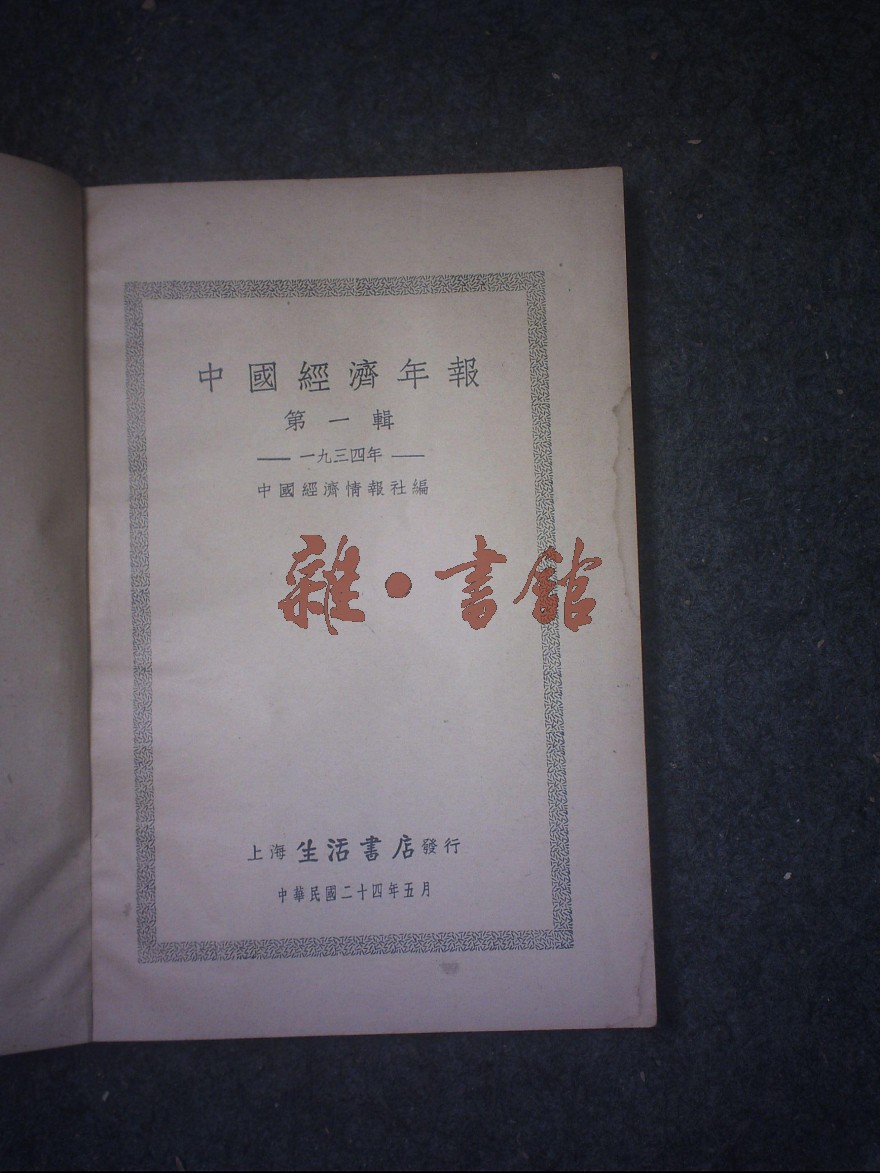 中國經濟年報
第一輯
—— 一九三四年 ——
中國經濟情報社編
雜·書館
上海 生活書店 發行
中華民國二十四年五月